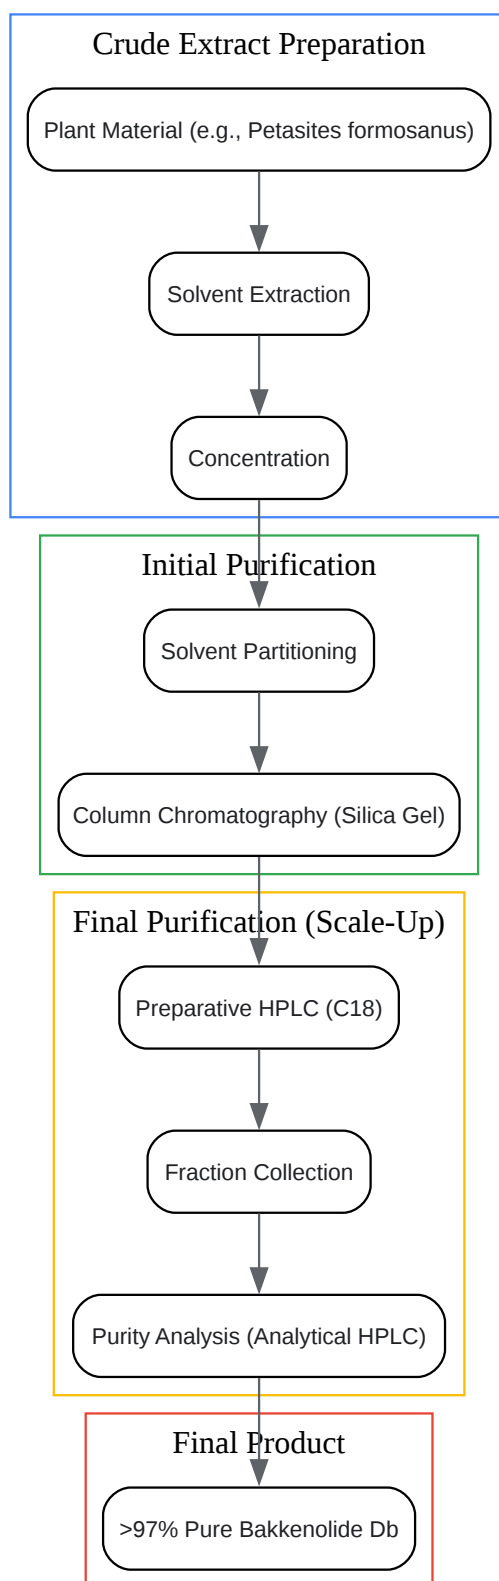 Crude Extract Preparation
Plant Material (e.g., Petasites formosanus)
Solvent Extraction
Concentration
Initial Purification
Solvent Partitioning
Column Chromatography (Silica Gel)
Final Purification (Scale-Up)
Preparative HPLC (C18)
Fraction Collection
Purity Analysis (Analytical HPLC)
Final Product
>97% Pure Bakkenolide Db